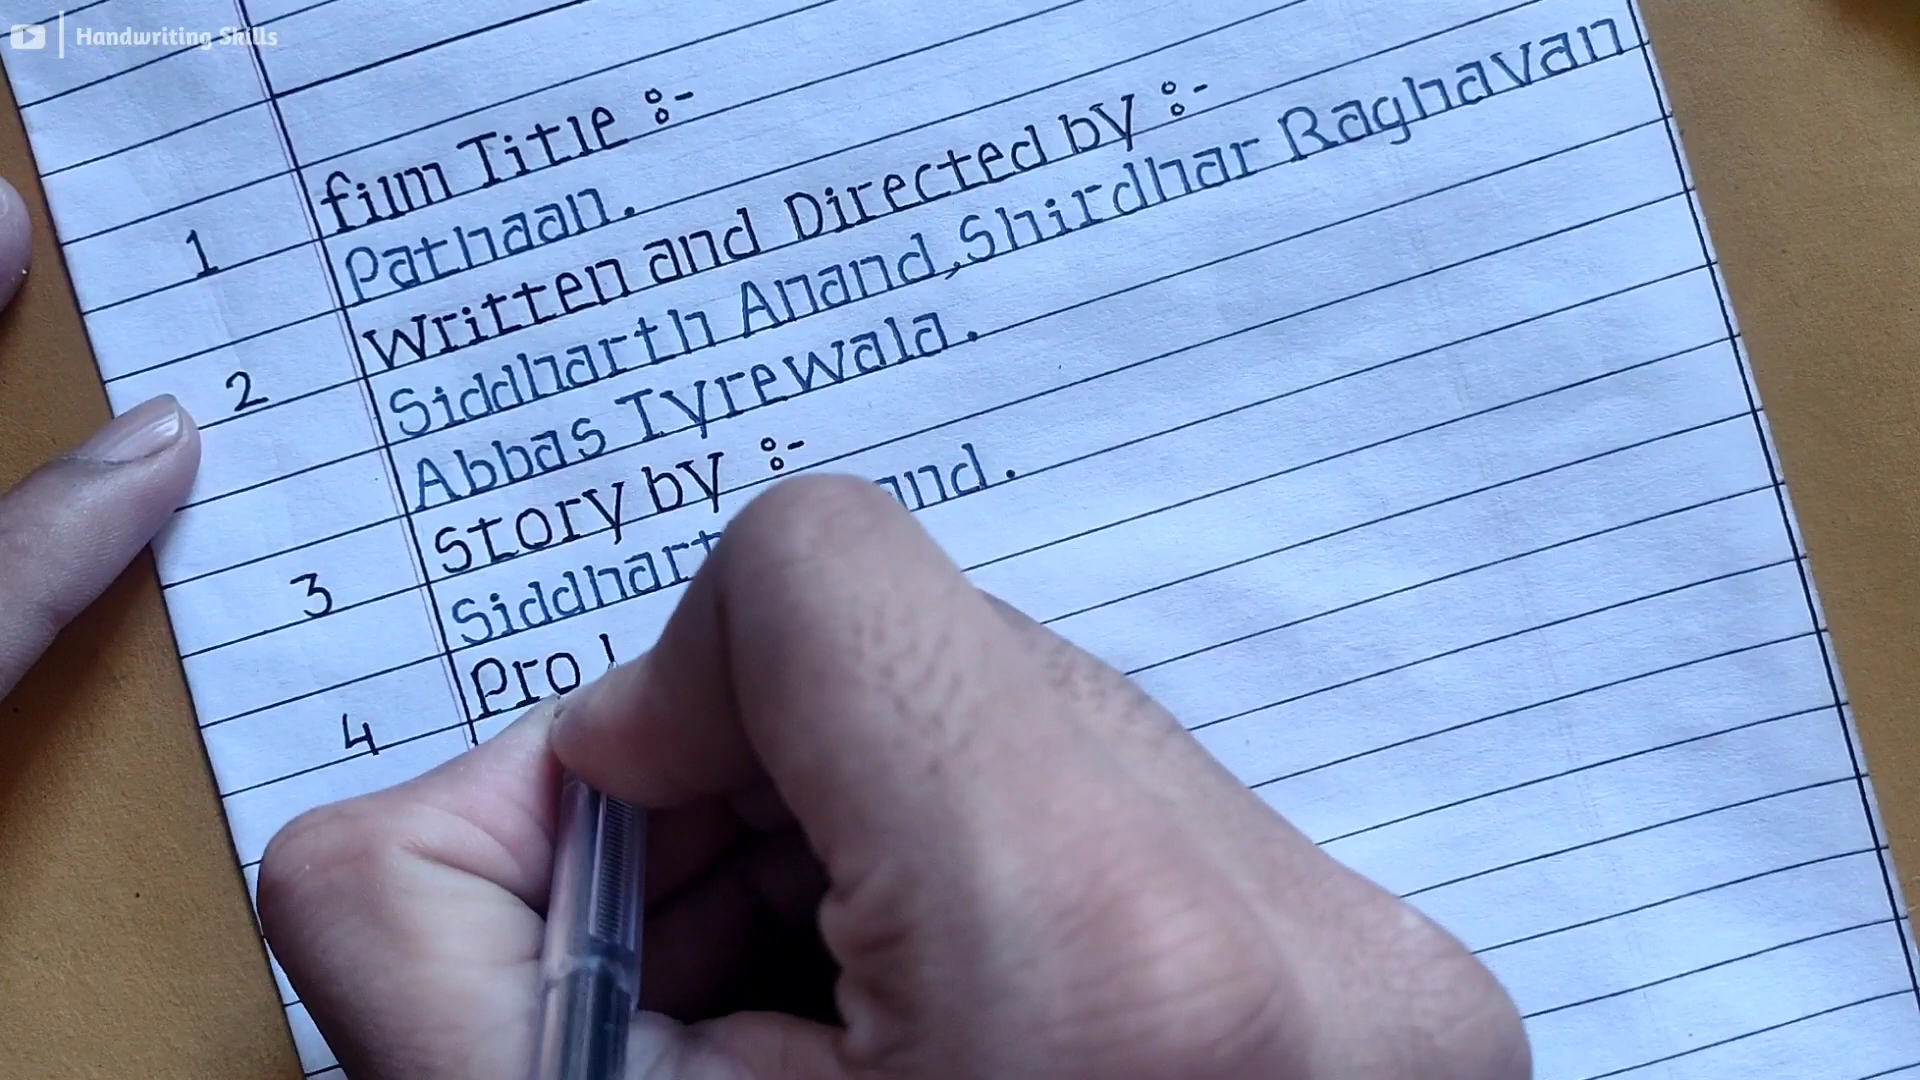 Handwriting Skills
film Title :-
1 Pathaan.
Written and Directed by :-
2 Siddharth Anand, Shirdhar Raghavan
Abbas Tyrewala.
Story by :-
3
4 Pro